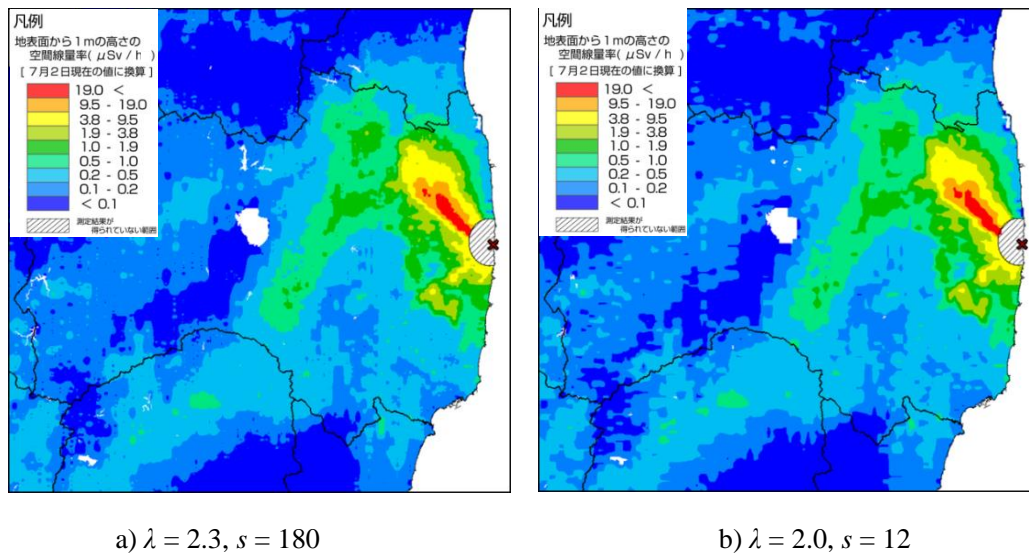 凡例
地表面から1mの高さの
空間線量率(μSv/h)
[ 7月2日現在の値に換算 ]
19.0 <
9.5 - 19.0
3.8 - 9.5
1.9 - 3.8
1.0 - 1.9
0.5 - 1.0
0.2 - 0.5
0.1 - 0.2
< 0.1
測定結果が
得られていない範囲
凡例
地表面から1mの高さの
空間線量率(μSv/h)
[ 7月2日現在の値に換算 ]
19.0 <
9.5 - 19.0
3.8 - 9.5
1.9 - 3.8
1.0 - 1.9
0.5 - 1.0
0.2 - 0.5
0.1 - 0.2
< 0.1
測定結果が
得られていない範囲
a) λ = 2.3, s = 180
b) λ = 2.0, s = 12